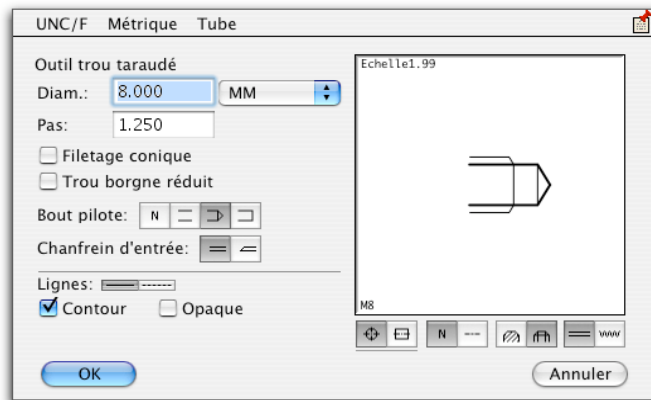 UNC/F Métrique Tube
Outil trou taraudé
Diam.: 8.000 MM
Pas: 1.250
Filetage conique
Trou borgne réduit
Bout pilote: N
Chanfrein d'entrée:
Lignes:
Contour Opaque
OK
Echelle1.99
M8
N
Annuler